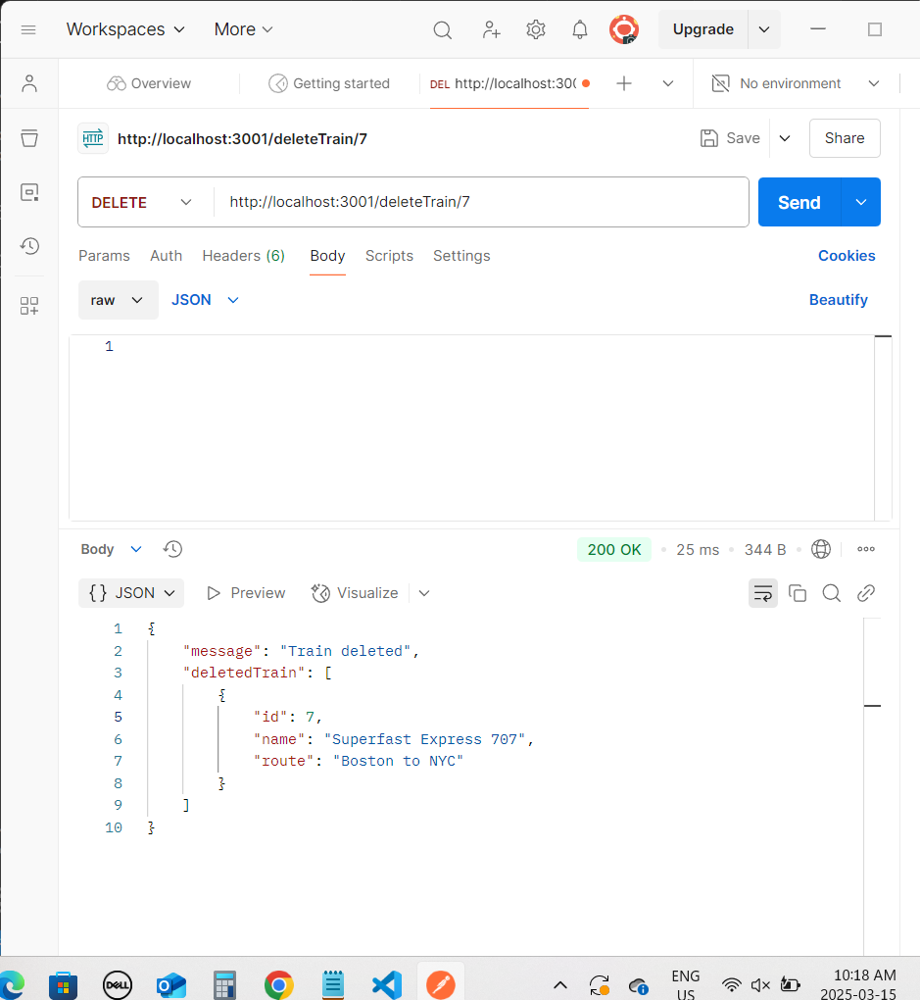 Workspaces More Upgrade
Overview Getting started DEL http://localhost:300 No environment
HTTP http://localhost:3001/deleteTrain/7 Save Share
DELETE http://localhost:3001/deleteTrain/7 Send
Params Auth Headers (6) Body Scripts Settings Cookies
raw JSON Beautify
1
Body 200 OK 25 ms 344 B
{} JSON Preview Visualize
1 {
2 "message": "Train deleted",
3 "deletedTrain": [
4 {
5 "id": 7,
6 "name": "Superfast Express 707",
7 "route": "Boston to NYC"
8 }
9 ]
10 }
DELL ENG 10:18 AM
US 2025-03-15